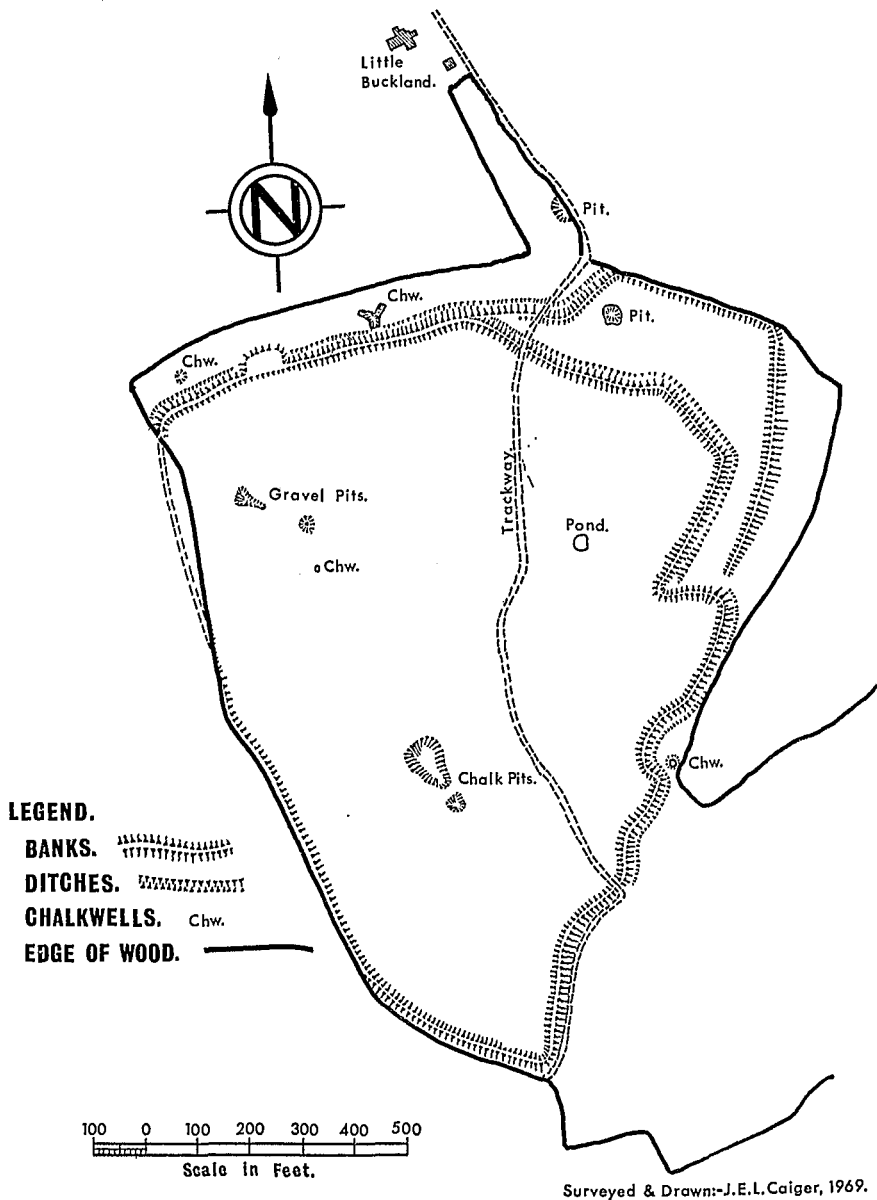 Little
Buckland.
N
Pit.
Chw.
Pit.
Chw.
Trackway
Gravel Pits.
Pond.
Chw.
Chw.
Chalk Pits.
LEGEND.
BANKS.
DITCHES.
CHALKWELLS. Chw.
EDGE OF WOOD.
100 0 100 200 300 400 500
Scale in Feet.
Surveyed & Drawn:-J.E.L.Caiger, 1969.